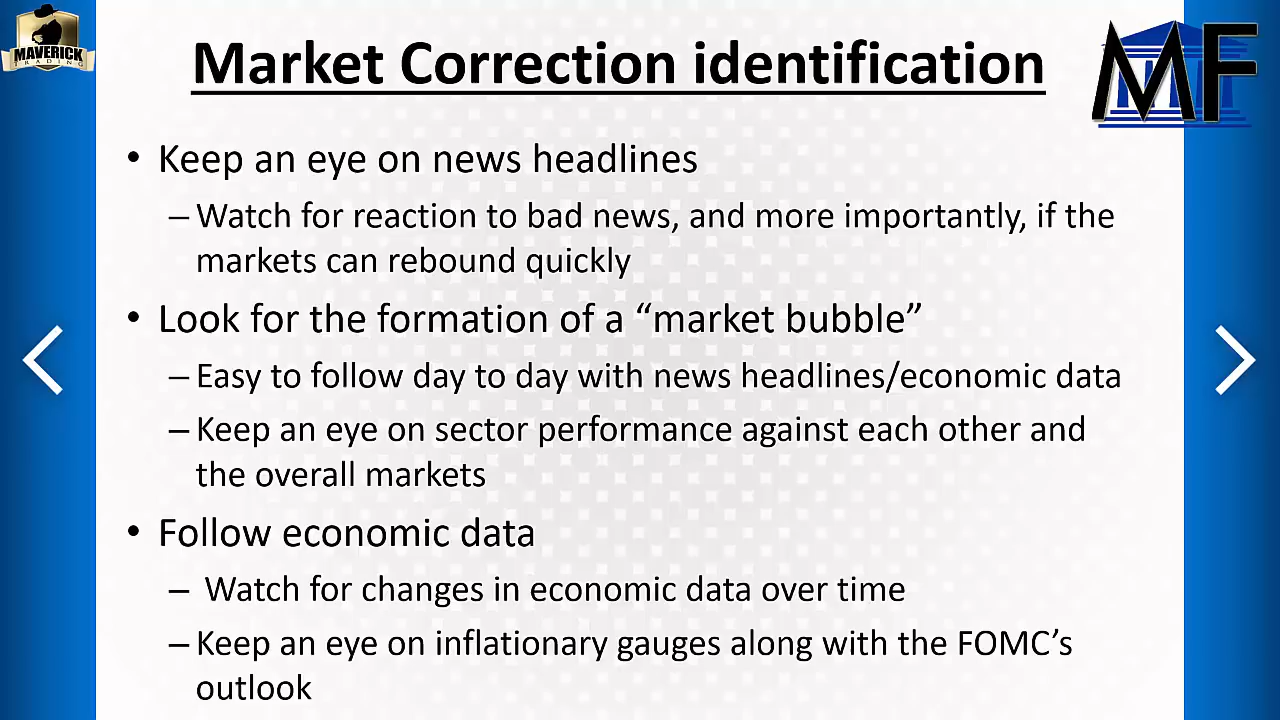 MAVERICK
TRADING
MF
Market Correction identification
• Keep an eye on news headlines
– Watch for reaction to bad news, and more importantly, if the
markets can rebound quickly
• Look for the formation of a “market bubble”
– Easy to follow day to day with news headlines/economic data
– Keep an eye on sector performance against each other and
the overall markets
• Follow economic data
– Watch for changes in economic data over time
– Keep an eye on inflationary gauges along with the FOMC’s
outlook